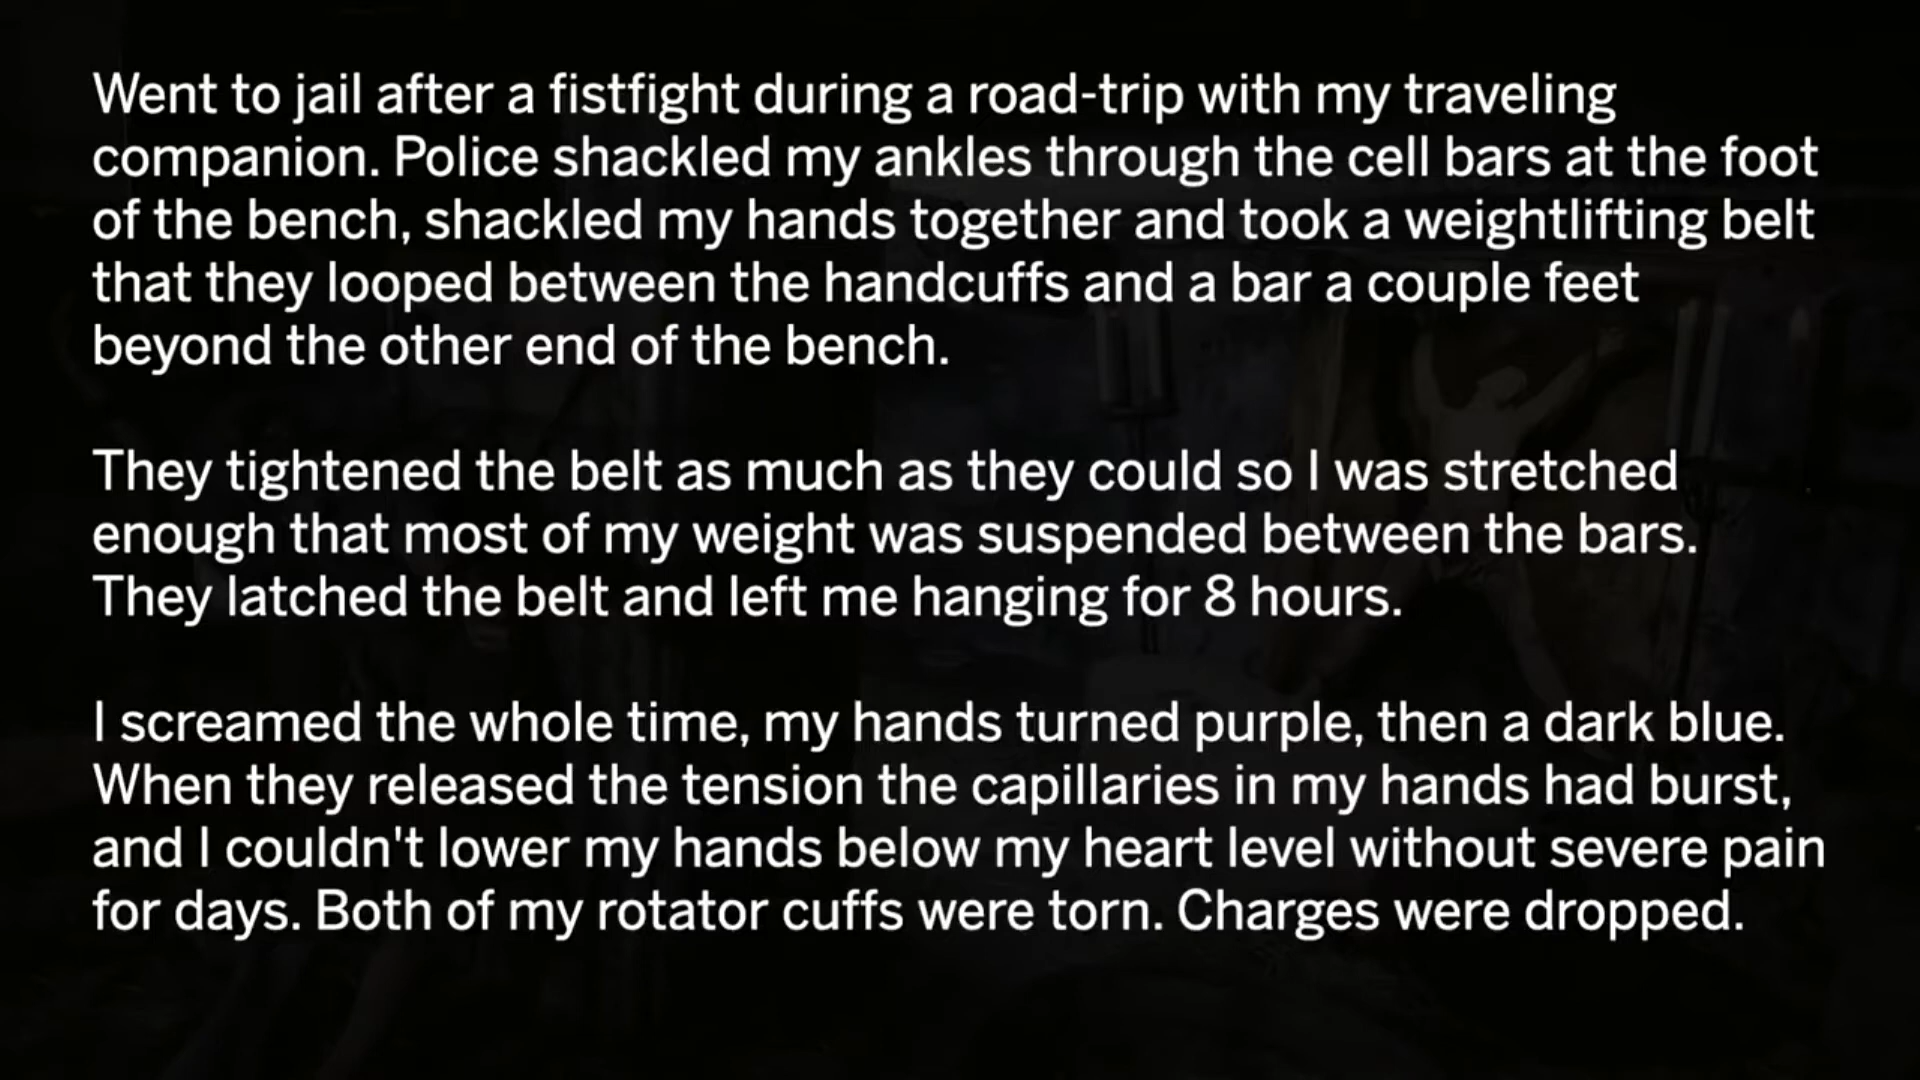 Went to jail after a fistfight during a road-trip with my traveling
companion. Police shackled my ankles through the cell bars at the foot
of the bench, shackled my hands together and took a weightlifting belt
that they looped between the handcuffs and a bar a couple feet
beyond the other end of the bench.
They tightened the belt as much as they could so I was stretched
enough that most of my weight was suspended between the bars.
They latched the belt and left me hanging for 8 hours.
I screamed the whole time, my hands turned purple, then a dark blue.
When they released the tension the capillaries in my hands had burst,
and I couldn't lower my hands below my heart level without severe pain
for days. Both of my rotator cuffs were torn. Charges were dropped.